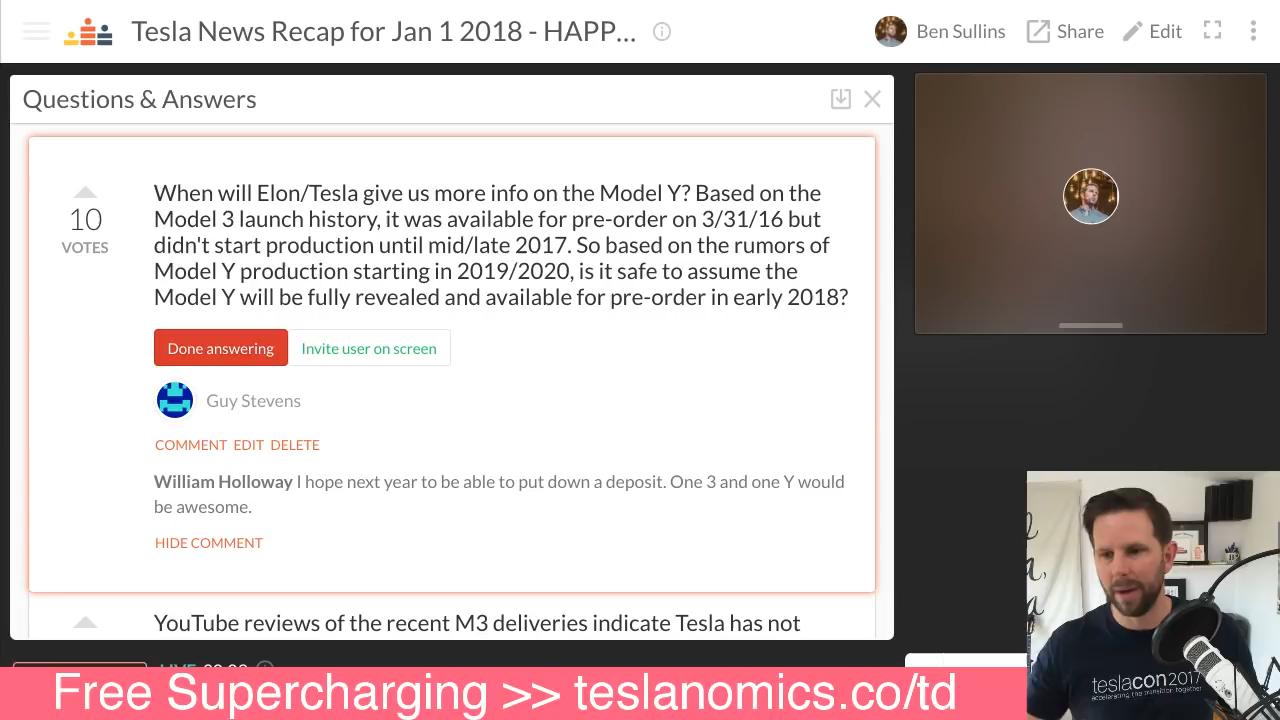 Tesla News Recap for Jan 1 2018 - HAPP...
Ben Sullins
Share
Edit
Questions & Answers
10
VOTES
When will Elon/Tesla give us more info on the Model Y? Based on the
Model 3 launch history, it was available for pre-order on 3/31/16 but
didn't start production until mid/late 2017. So based on the rumors of
Model Y production starting in 2019/2020, is it safe to assume the
Model Y will be fully revealed and available for pre-order in early 2018?
Done answering
Invite user on screen
Guy Stevens
COMMENT EDIT DELETE
William Holloway I hope next year to be able to put down a deposit. One 3 and one Y would
be awesome.
HIDE COMMENT
YouTube reviews of the recent M3 deliveries indicate Tesla has not
teslacon2017
accelerating the transition together
Free Supercharging >> teslanomics.co/td